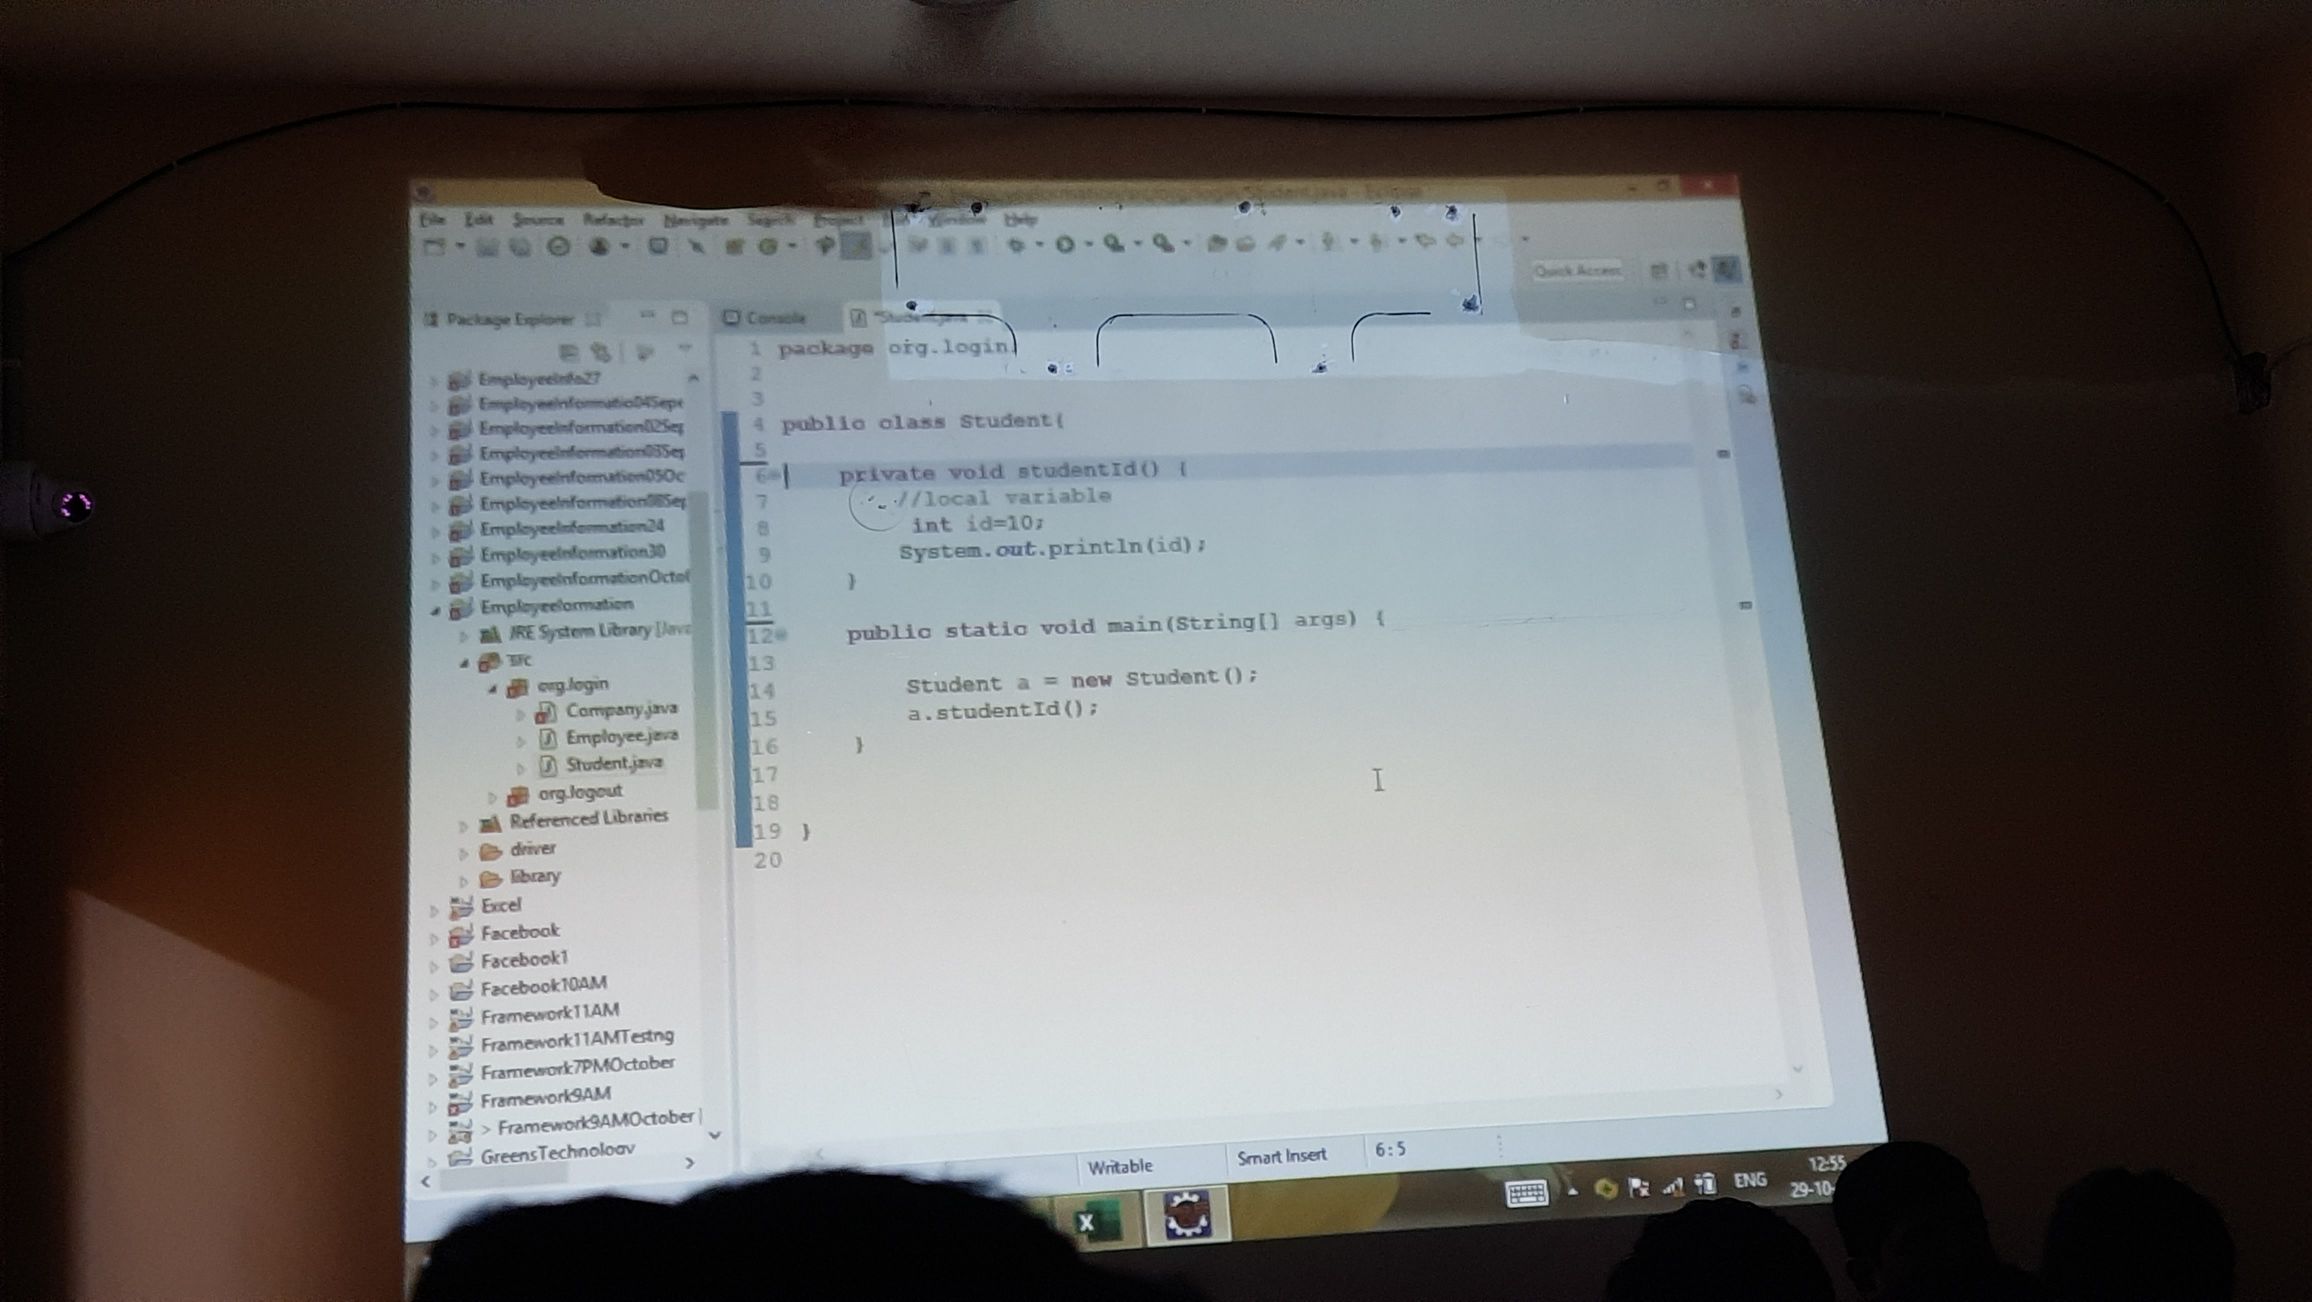 File Edit Source Refactor Navigate Search Project Window Help
Quick Access
Package Explorer
EmployeeInfo27
EmployeeInformatio04Sept
EmployeeInformation02Sep
EmployeeInformation03Sep
EmployeeInformation05Oc
EmployeeInformation08Sep
EmployeeInformation24
EmployeeInformation30
EmployeeInformationOctol
Employeeformation
JRE System Library [Java
src
org.login
Company.java
Employee.java
Student.java
org.logout
Referenced Libraries
driver
library
Excel
Facebook
Facebook1
Facebook10AM
Framework11AM
Framework11AMTestng
Framework7PMOctober
Framework9AM
> Framework9AMOctober
GreensTechnology
Console
*Student.java
1 package org.login
2
3
4 public class Student{
5
6 private void studentId() {
7 //local variable
8 int id=10;
9 System.out.println(id);
10 }
11
12 public static void main(String[] args) {
13
14 Student a = new Student();
15 a.studentId();
16 }
17
18
19 }
20
Writable Smart Insert 6:5
ENG
12:55
29-10-